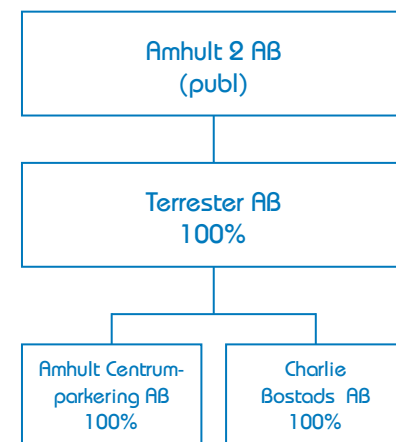 Amhult 2 AB
(publ)
Terrester AB
100%
Amhult Centrum-
parkering AB
100%
Charlie
Bostads AB
100%